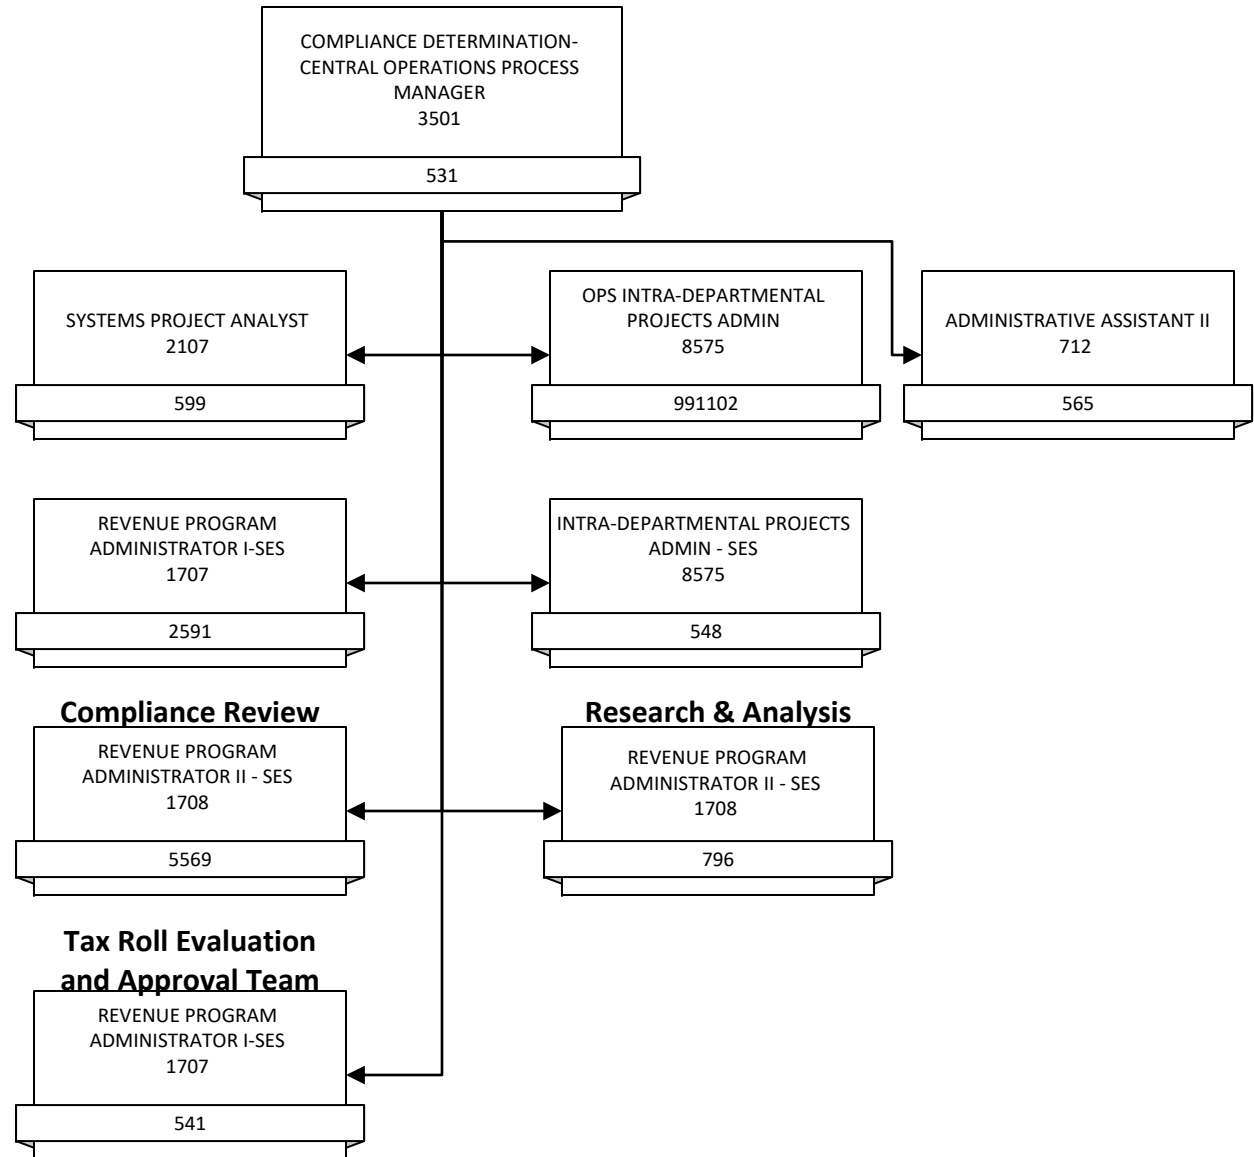 COMPLIANCE DETERMINATION-
CENTRAL OPERATIONS PROCESS
MANAGER
3501
531
SYSTEMS PROJECT ANALYST
2107
599
OPS INTRA-DEPARTMENTAL
PROJECTS ADMIN
8575
991102
ADMINISTRATIVE ASSISTANT II
712
565
REVENUE PROGRAM
ADMINISTRATOR I-SES
1707
2591
INTRA-DEPARTMENTAL PROJECTS
ADMIN - SES
8575
548
Compliance Review
REVENUE PROGRAM
ADMINISTRATOR II - SES
1708
5569
Research & Analysis
REVENUE PROGRAM
ADMINISTRATOR II - SES
1708
796
Tax Roll Evaluation
and Approval Team
REVENUE PROGRAM
ADMINISTRATOR I-SES
1707
541